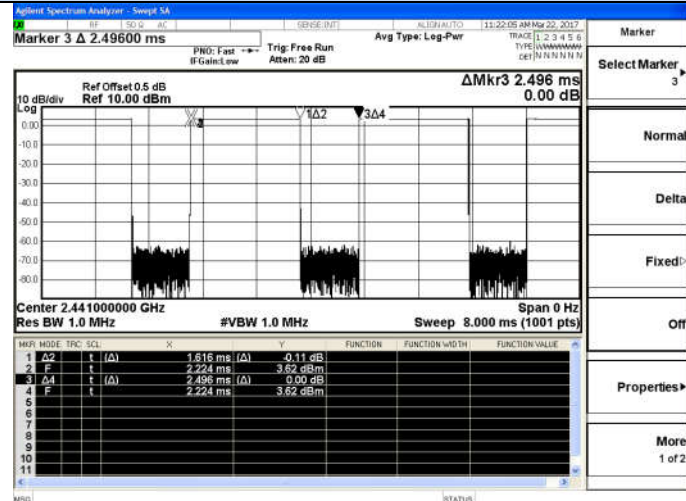 Agilent Spectrum Analyzer - Swept SA
RF 50 Ω AC SENSE:INT ALIGN AUTO 11:22:05 AM Mar 22, 2017
Marker 3 Δ 2.49600 ms
PNO: Fast
IFGain:Low
Trig: Free Run
Atten: 20 dB
Avg Type: Log-Pwr
TRACE 1 2 3 4 5 6
TYPE
DET N N N N N N
Marker
Select Marker
3
Ref Offset 0.5 dB
Ref 10.00 dBm
10 dB/div
Log
ΔMkr3 2.496 ms
0.00 dB
1Δ2 3Δ4
0.00
-10.0
-20.0
-30.0
-40.0
-50.0
-60.0
-70.0
-80.0
Normal
Delta
Fixed
Off
Center 2.441000000 GHz
Span 0 Hz
Res BW 1.0 MHz #VBW 1.0 MHz Sweep 8.000 ms (1001 pts)
MKR MODE TRC SCL X Y FUNCTION FUNCTION WIDTH FUNCTION VALUE
1 Δ2 t (Δ) 1.616 ms (Δ) -0.11 dB
2 F t 2.224 ms 3.62 dBm
3 Δ4 t (Δ) 2.496 ms (Δ) 0.00 dB
4 F t 2.224 ms 3.62 dBm
5
6
7
8
9
10
11
Properties
More
1 of 2
MSG STATUS